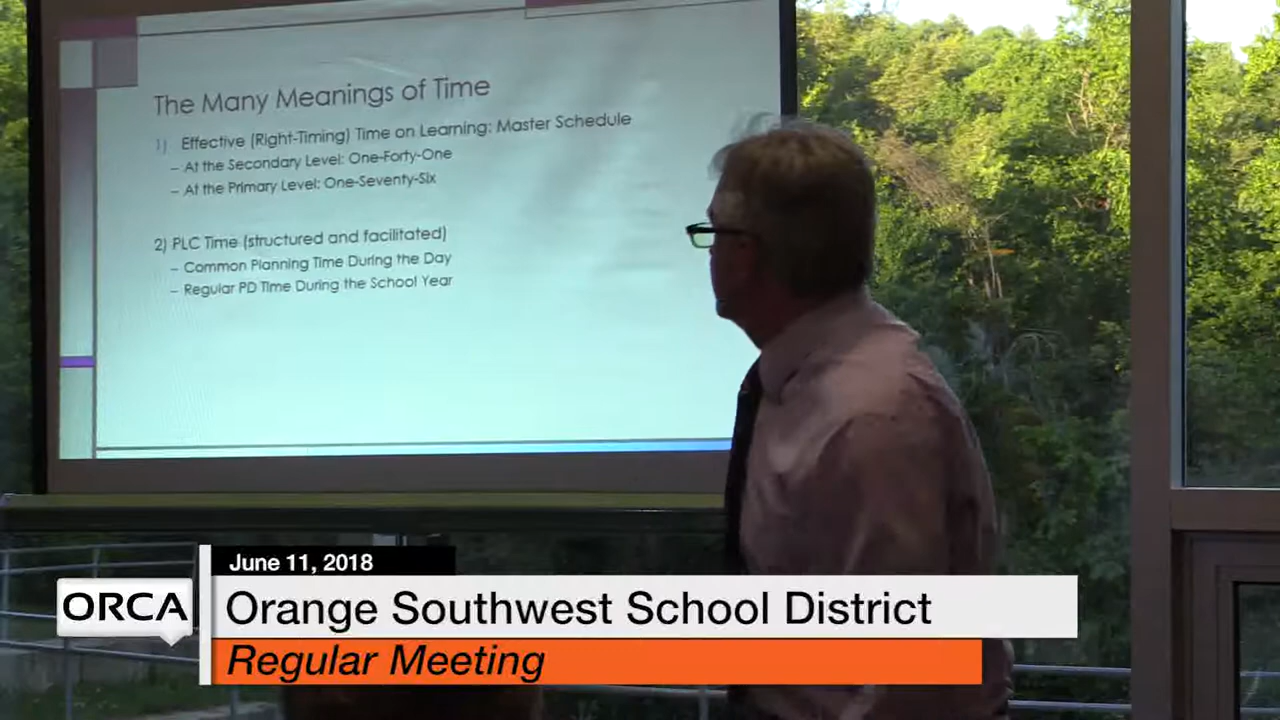 The Many Meanings of Time
1) Effective (Right-Timing) Time on Learning: Master Schedule
– At the Secondary Level: One-Forty-One
– At the Primary Level: One-Seventy-Six
2) PLC Time (structured and facilitated)
– Common Planning Time During the Day
– Regular PD Time During the School Year
June 11, 2018
ORCA
Orange Southwest School District
Regular Meeting